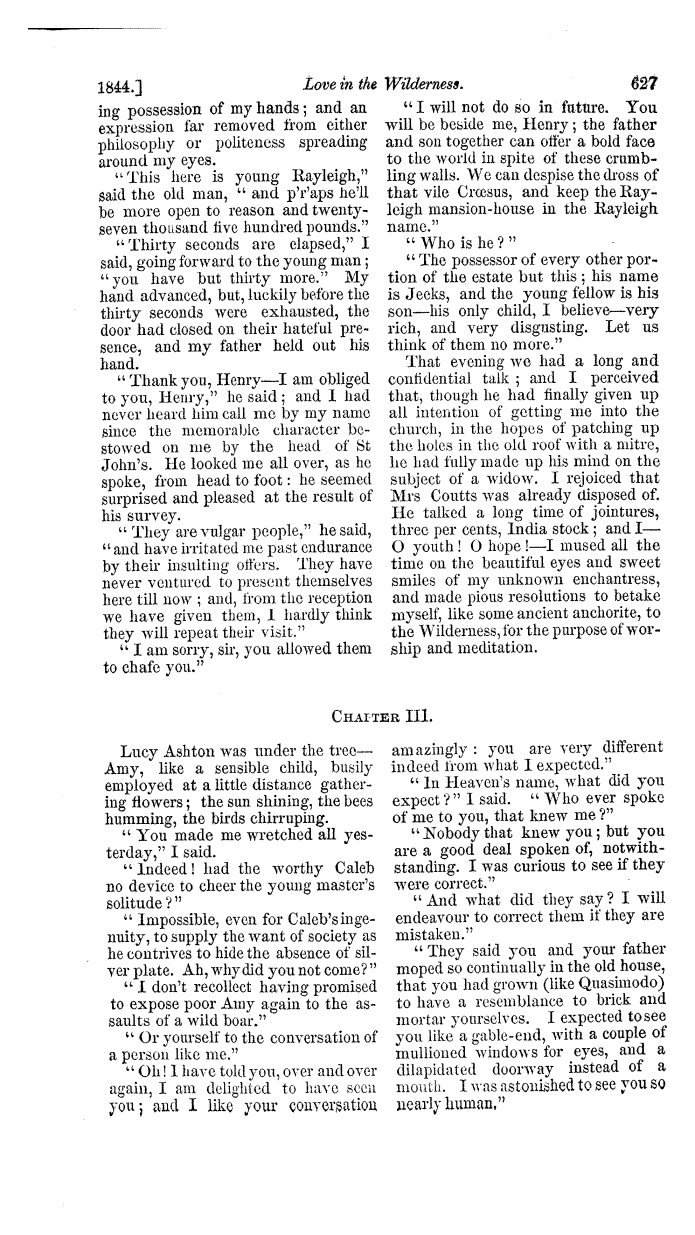 1844.] Love in the Wilderness. 627
ing possession of my hands; and an
expression far removed from either
philosophy or politeness spreading
around my eyes.
“This here is young Rayleigh,”
said the old man, “and p'r'aps he'll
be more open to reason and twenty-
seven thousand five hundred pounds.”
“Thirty seconds are elapsed,” I
said, going forward to the young man;
“you have but thirty more.” My
hand advanced, but, luckily before the
thirty seconds were exhausted, the
door had closed on their hateful pre-
sence, and my father held out his
hand.
“Thank you, Henry—I am obliged
to you, Henry,” he said; and I had
never heard him call me by my name
since the memorable character be-
stowed on me by the head of St
John's. He looked me all over, as he
spoke, from head to foot: he seemed
surprised and pleased at the result of
his survey.
“They are vulgar people,” he said,
“and have irritated me past endurance
by their insulting offers. They have
never ventured to present themselves
here till now; and, from the reception
we have given them, I hardly think
they will repeat their visit.”
“I am sorry, sir, you allowed them
to chafe you.”
“I will not do so in future. You
will be beside me, Henry; the father
and son together can offer a bold face
to the world in spite of these crumb-
ling walls. We can despise the dross of
that vile Crœsus, and keep the Ray-
leigh mansion-house in the Rayleigh
name.”
“Who is he?”
“The possessor of every other por-
tion of the estate but this; his name
is Jeeks, and the young fellow is his
son—his only child, I believe—very
rich, and very disgusting. Let us
think of them no more.”
That evening we had a long and
confidential talk; and I perceived
that, though he had finally given up
all intention of getting me into the
church, in the hopes of patching up
the holes in the old roof with a mitre,
he had fully made up his mind on the
subject of a widow. I rejoiced that
Mrs Coutts was already disposed of.
He talked a long time of jointures,
three per cents, India stock; and I—
O youth! O hope!—I mused all the
time on the beautiful eyes and sweet
smiles of my unknown enchantress,
and made pious resolutions to betake
myself, like some ancient anchorite, to
the Wilderness, for the purpose of wor-
ship and meditation.
CHAPTER III.
Lucy Ashton was under the tree—
Amy, like a sensible child, busily
employed at a little distance gather-
ing flowers; the sun shining, the bees
humming, the birds chirruping.
“You made me wretched all yes-
terday,” I said.
“Indeed! had the worthy Caleb
no device to cheer the young master's
solitude?”
“Impossible, even for Caleb's inge-
nuity, to supply the want of society as
he contrives to hide the absence of sil-
ver plate. Ah, why did you not come?”
“I don't recollect having promised
to expose poor Amy again to the as-
saults of a wild boar.”
“Or yourself to the conversation of
a person like me.”
“Oh! I have told you, over and over
again, I am delighted to have seen
you; and I like your conversation
amazingly: you are very different
indeed from what I expected.”
“In Heaven's name, what did you
expect?” I said. “Who ever spoke
of me to you, that knew me?”
“Nobody that knew you; but you
are a good deal spoken of, notwith-
standing. I was curious to see if they
were correct.”
“And what did they say? I will
endeavour to correct them if they are
mistaken.”
“They said you and your father
moped so continually in the old house,
that you had grown (like Quasimodo)
to have a resemblance to brick and
mortar yourselves. I expected to see
you like a gable-end, with a couple of
mullioned windows for eyes, and a
dilapidated doorway instead of a
mouth. I was astonished to see you so
nearly human.”